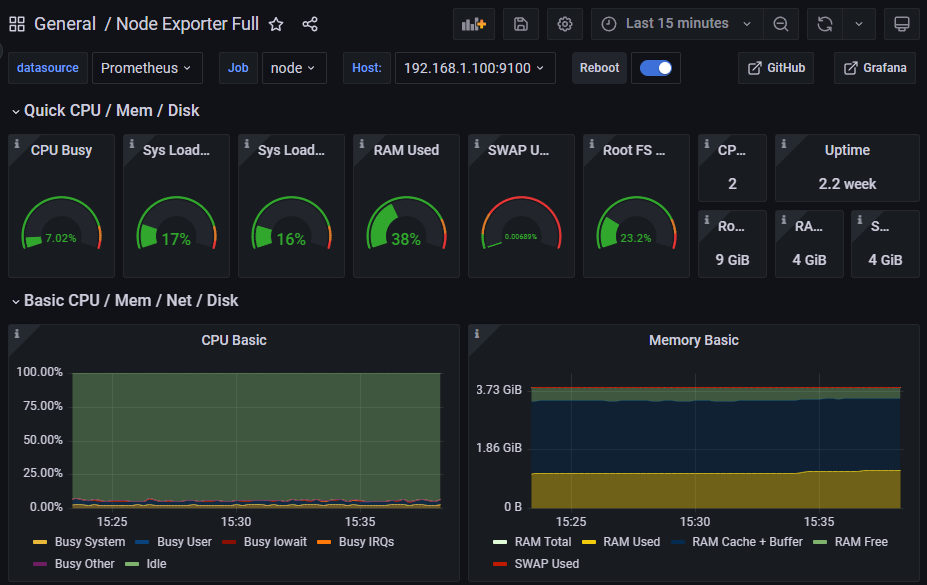 General / Node Exporter Full
Last 15 minutes
datasource Prometheus Job node Host: 192.168.1.100:9100 Reboot GitHub Grafana
Quick CPU / Mem / Disk
CPU Busy Sys Load... Sys Load... RAM Used SWAP U... Root FS ... CP... Uptime
2 2.2 week
7.02% 17% 16% 38% 0.00689% 23.2%
Ro... RA... S...
9 GiB 4 GiB 4 GiB
Basic CPU / Mem / Net / Disk
CPU Basic
100.00%
75.00%
50.00%
25.00%
0.00%
15:25 15:30 15:35
Busy System Busy User Busy Iowait Busy IRQs
Busy Other Idle
Memory Basic
3.73 GiB
1.86 GiB
0 B
15:25 15:30 15:35
RAM Total RAM Used RAM Cache + Buffer RAM Free
SWAP Used